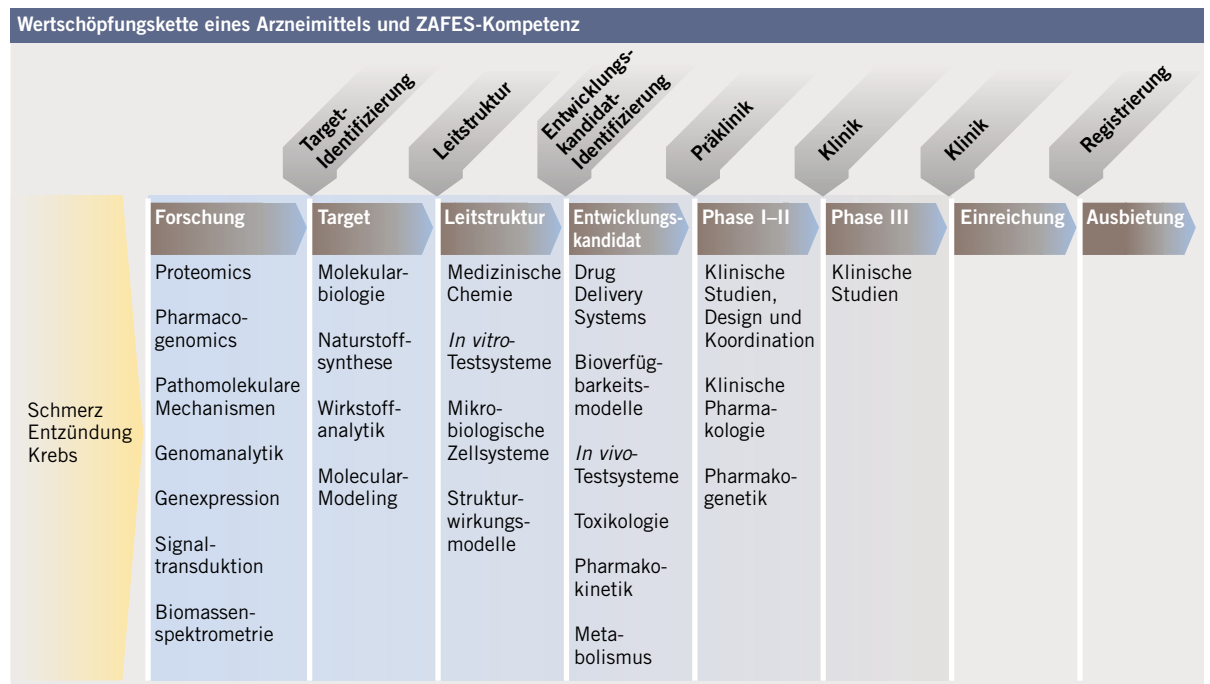 Wertschöpfungskette eines Arzneimittels und ZAFES-Kompetenz
Target-
Identifizierung
Leitstruktur
Entwicklungs-
kandidat-
Identifizierung
Präklinik
Klinik
Klinik
Registrierung
Schmerz
Entzündung
Krebs
Forschung
Proteomics
Pharmaco-
genomics
Pathomolekulare
Mechanismen
Genomanalytik
Genexpression
Signal-
transduktion
Biomassen-
spektrometrie
Target
Molekular-
biologie
Naturstoff-
synthese
Wirkstoff-
analytik
Molecular-
Modeling
Leitstruktur
Medizinische
Chemie
In vitro-
Testsysteme
Mikro-
biologische
Zellsysteme
Struktur-
wirkungs-
modelle
Entwicklungs-
kandidat
Drug
Delivery
Systems
Bioverfüg-
barkeits-
modelle
In vivo-
Testsysteme
Toxikologie
Pharmako-
kinetik
Meta-
bolismus
Phase I–II
Klinische
Studien,
Design und
Koordination
Klinische
Pharma-
kologie
Pharmako-
genetik
Phase III
Klinische
Studien
Einreichung
Ausbietung